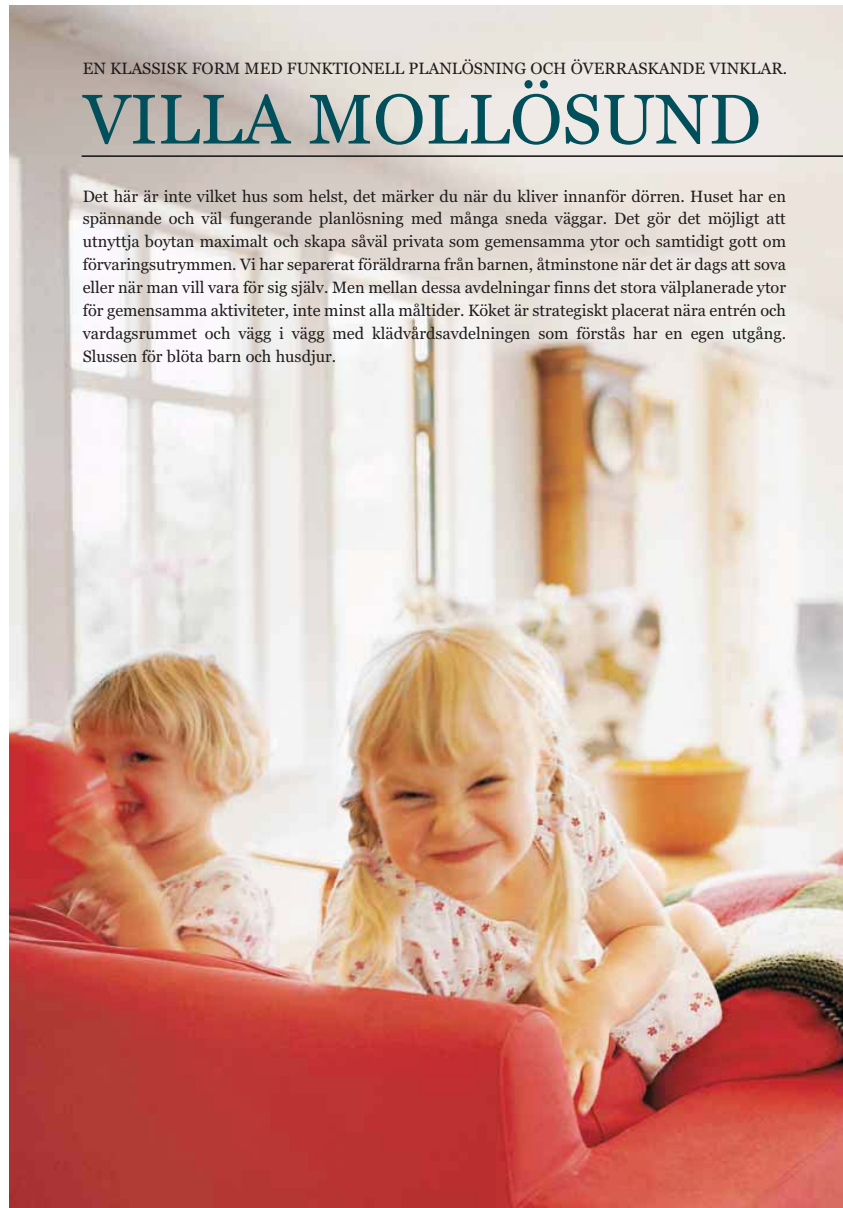 EN KLASSISK FORM MED FUNKTIONELL PLANLÖSNING OCH ÖVERRASKANDE VINKLAR.
VILLA MOLLÖSUND
Det här är inte vilket hus som helst, det märker du när du kliver innanför dörren. Huset har en
spännande och väl fungerande planlösning med många sneda väggar. Det gör det möjligt att
utnyttja boytan maximalt och skapa såväl privata som gemensamma ytor och samtidigt gott om
förvaringsutrymmen. Vi har separerat föräldrarna från barnen, åtminstone när det är dags att sova
eller när man vill vara för sig själv. Men mellan dessa avdelningar finns det stora välplanerade ytor
för gemensamma aktiviteter, inte minst alla måltider. Köket är strategiskt placerat nära entrén och
vardagsrummet och vägg i vägg med klädvårdsavdelningen som förstås har en egen utgång.
Slussen för blöta barn och husdjur.